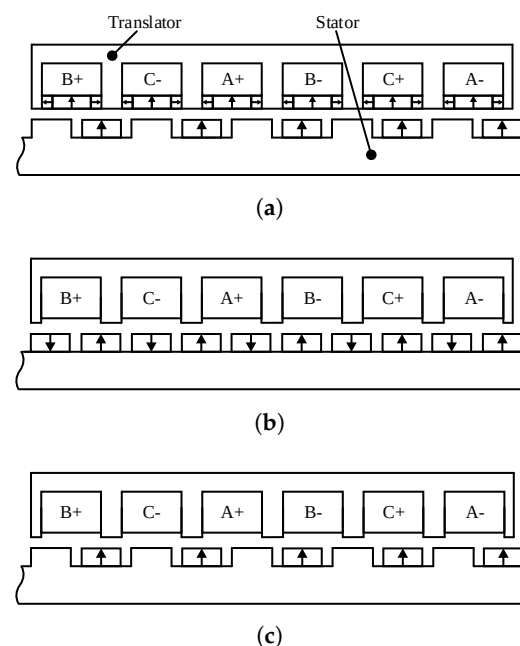 Translator Stator
B+ C- A+ B- C+ A-
(a)
B+ C- A+ B- C+ A-
(b)
B+ C- A+ B- C+ A-
(c)